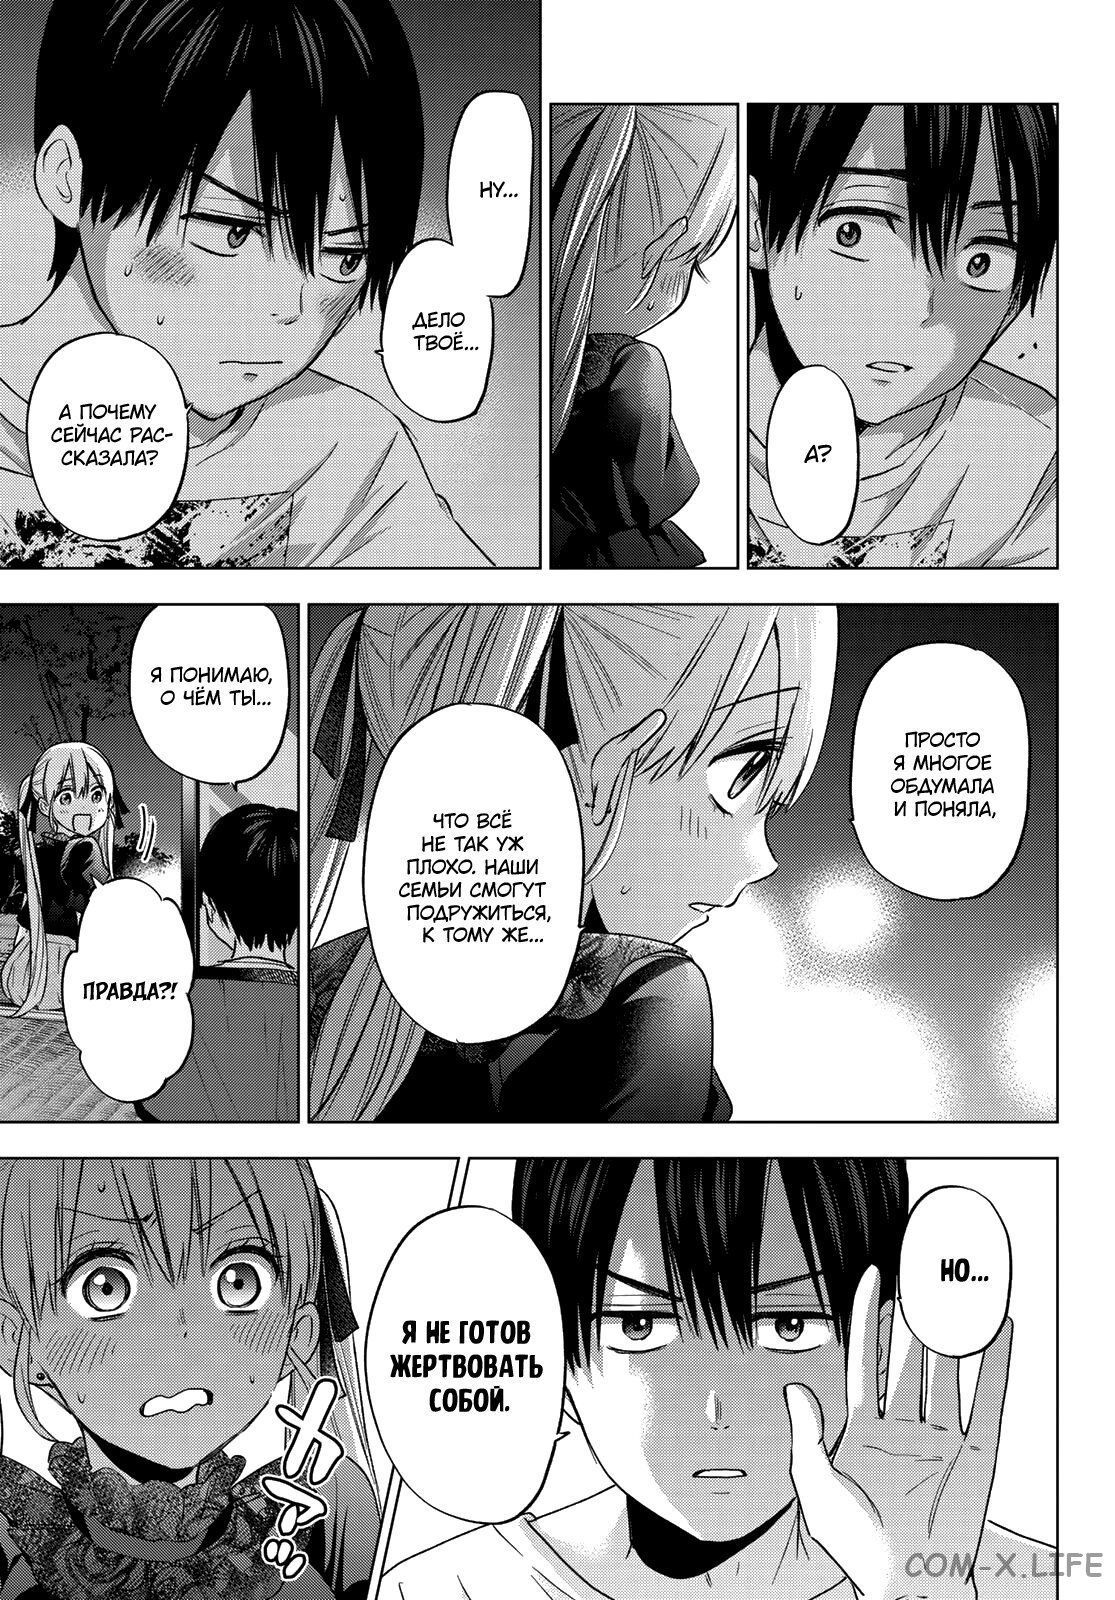 А?
НУ...
ДЕЛО
ТВОЁ...
А ПОЧЕМУ
СЕЙЧАС РАС-
СКАЗАЛА?
ПРОСТО
Я МНОГОЕ
ОБДУМАЛА
И ПОНЯЛА,
ЧТО ВСЁ
НЕ ТАК УЖ
ПЛОХО. НАШИ
СЕМЬИ СМОГУТ
ПОДРУЖИТЬСЯ,
К ТОМУ ЖЕ...
Я ПОНИМАЮ,
О ЧЁМ ТЫ...
ПРАВДА?!
НО...
Я НЕ ГОТОВ
ЖЕРТВОВАТЬ
СОБОЙ.
COM-X.LIFE